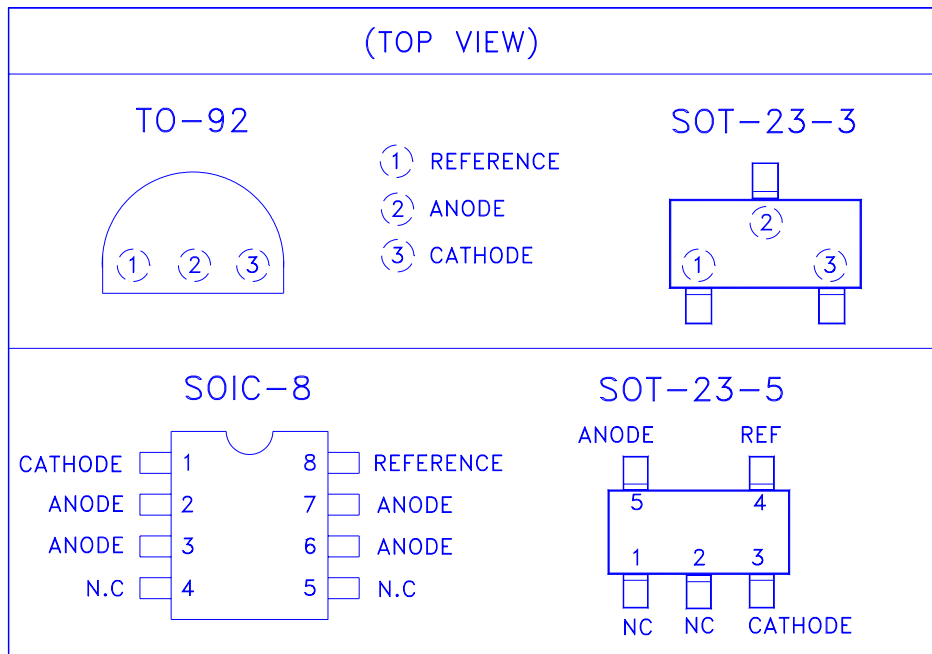 (TOP VIEW)
TO-92
1 REFERENCE
2 ANODE
3 CATHODE
1 2 3
SOT-23-3
2
1 3
SOIC-8
CATHODE 1 8 REFERENCE
ANODE 2 7 ANODE
ANODE 3 6 ANODE
N.C 4 5 N.C
SOT-23-5
ANODE REF
5 4
1 2 3
NC NC CATHODE